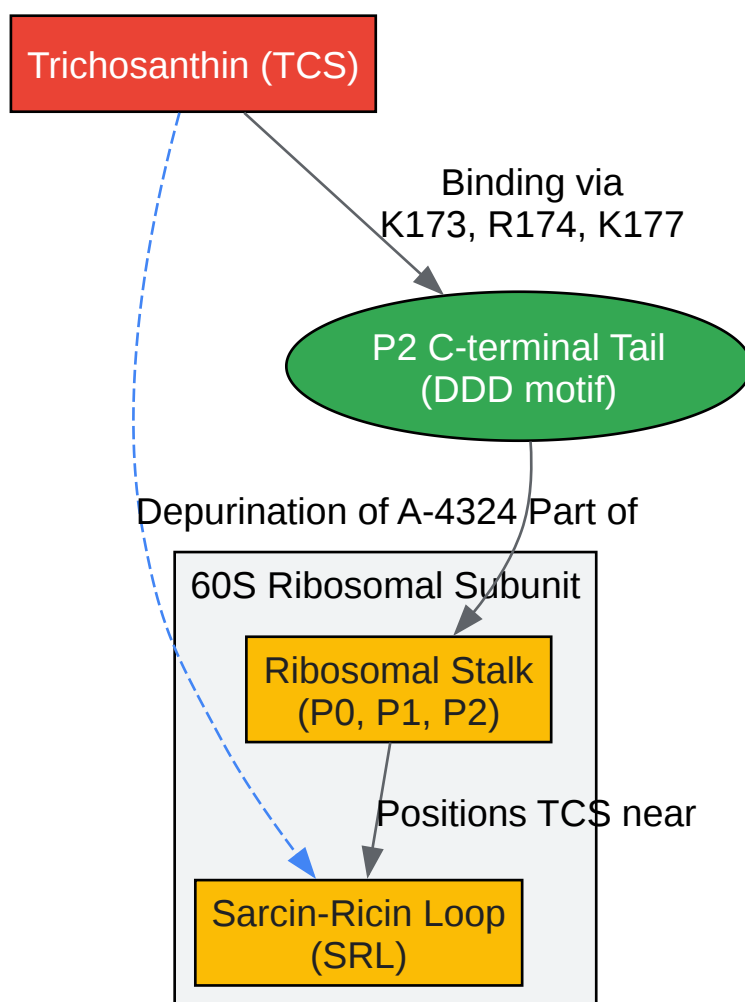 Trichosanthin (TCS)
Binding via
K173, R174, K177
P2 C-terminal Tail
(DDD motif)
Depurination of A-4324
Part of
60S Ribosomal Subunit
Ribosomal Stalk
(P0, P1, P2)
Positions TCS near
Sarcin-Ricin Loop
(SRL)